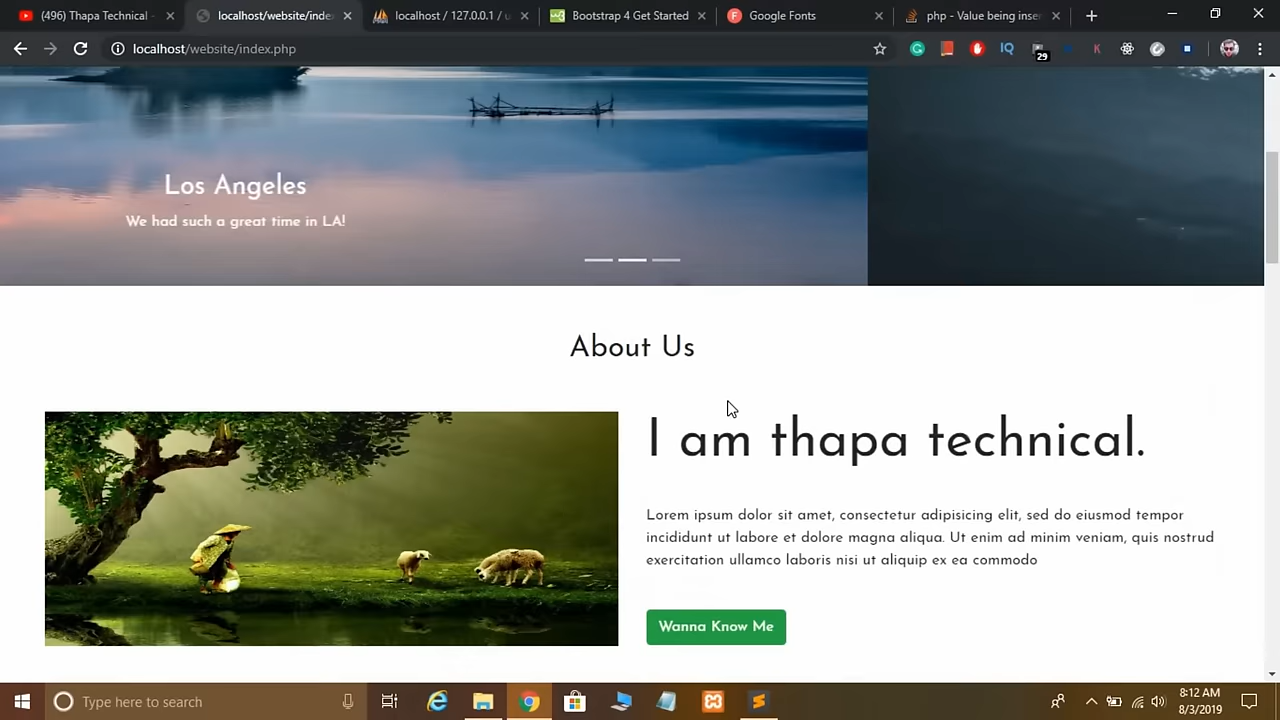 (496) Thapa Technical -
localhost/website/inde
localhost / 127.0.0.1 / u
Bootstrap 4 Get Started
Google Fonts
php - Value being inser
localhost/website/index.php
IQ
29
K
Los Angeles
We had such a great time in LA!
About Us
I am thapa technical.
Lorem ipsum dolor sit amet, consectetur adipisicing elit, sed do eiusmod tempor
incididunt ut labore et dolore magna aliqua. Ut enim ad minim veniam, quis nostrud
exercitation ullamco laboris nisi ut aliquip ex ea commodo
Wanna Know Me
Type here to search
8:12 AM
8/3/2019